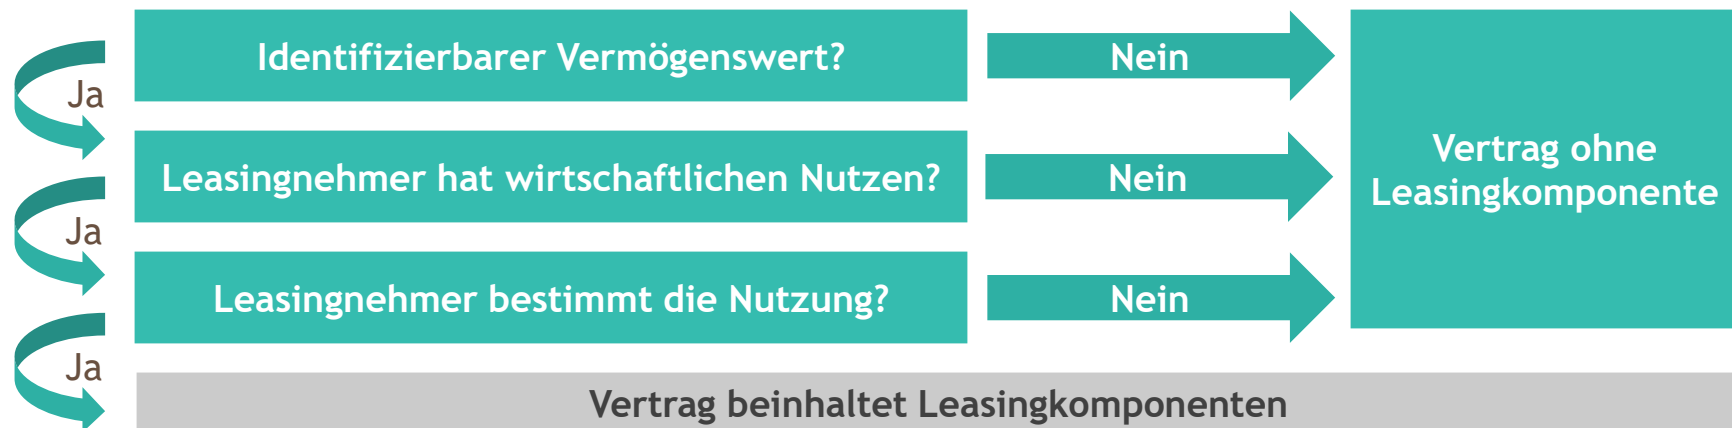 Identifizierbarer Vermögenswert?
Nein
Ja
Leasingnehmer hat wirtschaftlichen Nutzen?
Nein
Vertrag ohne
Leasingkomponente
Ja
Leasingnehmer bestimmt die Nutzung?
Nein
Ja
Vertrag beinhaltet Leasingkomponenten